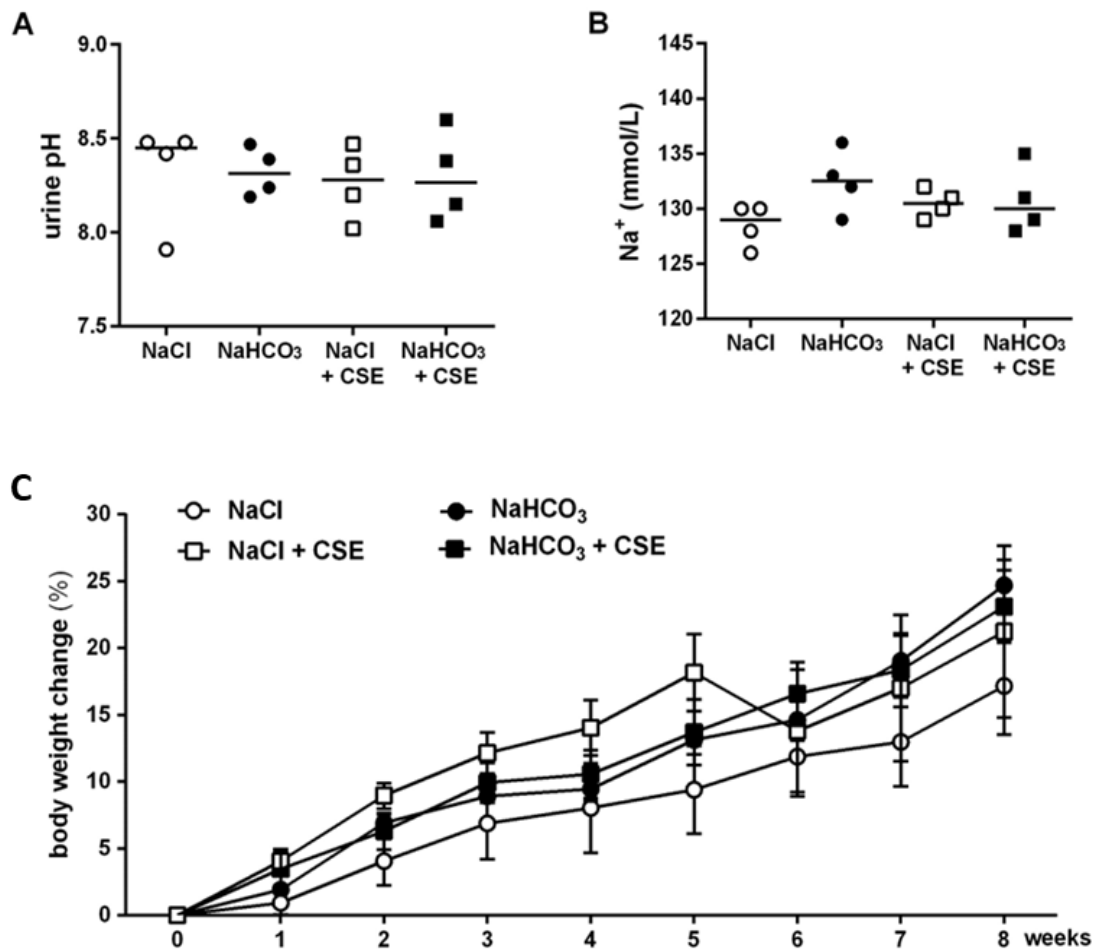 A
urine pH
9.0
8.5
8.0
7.5
NaCl
NaHCO₃
NaCl
+ CSE
NaHCO₃
+ CSE
B
Na⁺ (mmol/L)
145
140
135
130
125
120
NaCl
NaHCO₃
NaCl
+ CSE
NaHCO₃
+ CSE
C
NaCl
NaHCO₃
NaCl + CSE
NaHCO₃ + CSE
body weight change (%)
30
25
20
15
10
5
0
0 1 2 3 4 5 6 7 8 weeks